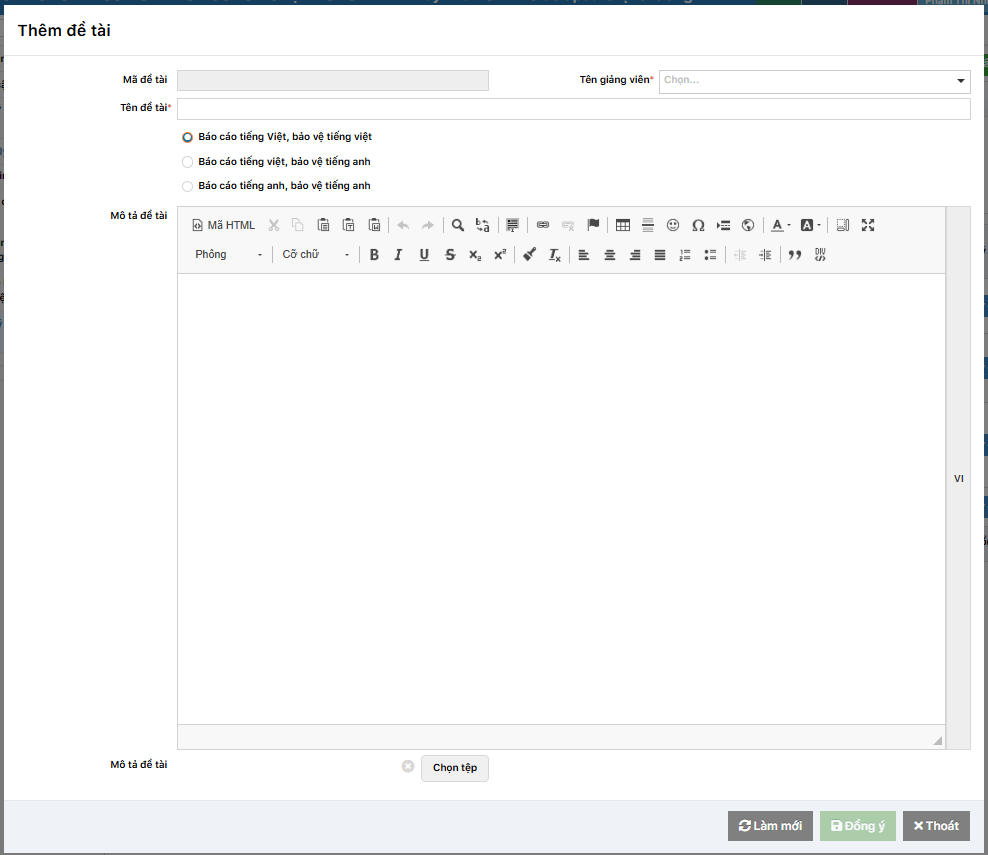 Thêm đề tài
Mã đề tài
Tên giảng viên* Chọn...
Tên đề tài*
Báo cáo tiếng Việt, bảo vệ tiếng việt
Báo cáo tiếng việt, bảo vệ tiếng anh
Báo cáo tiếng anh, bảo vệ tiếng anh
Mô tả đề tài
Mã HTML
Phông Cỡ chữ
VI
Mô tả đề tài
Chọn tệp
Làm mới Đồng ý Thoát